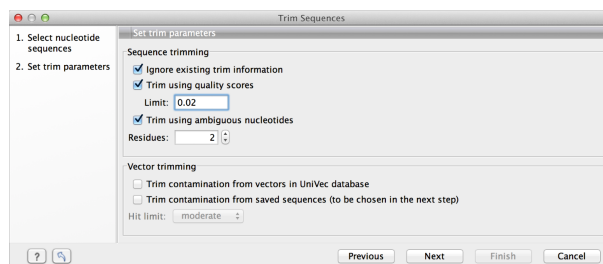 Trim Sequences
1. Select nucleotide
sequences
2. Set trim parameters
Set trim parameters
Sequence trimming
Ignore existing trim information
Trim using quality scores
Limit: 0.02
Trim using ambiguous nucleotides
Residues: 2
Vector trimming
Trim contamination from vectors in UniVec database
Trim contamination from saved sequences (to be chosen in the next step)
Hit limit: moderate
? Previous Next Finish Cancel